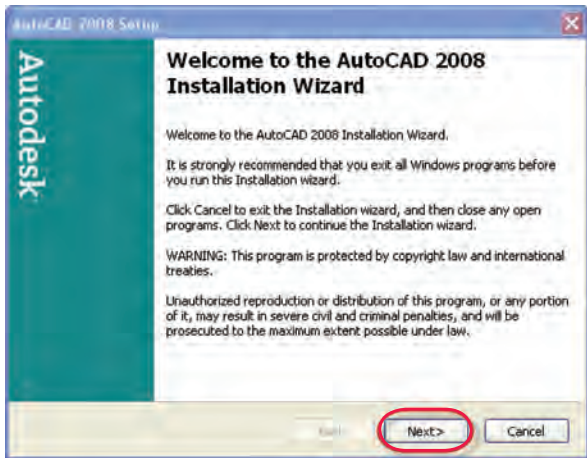 AutoCAD 2008 Setup
Autodesk
Welcome to the AutoCAD 2008
Installation Wizard
Welcome to the AutoCAD 2008 Installation Wizard.
It is strongly recommended that you exit all Windows programs before
you run this Installation wizard.
Click Cancel to exit the Installation wizard, and then close any open
programs. Click Next to continue the Installation wizard.
WARNING: This program is protected by copyright law and international
treaties.
Unauthorized reproduction or distribution of this program, or any portion
of it, may result in severe civil and criminal penalties, and will be
prosecuted to the maximum extent possible under law.
Next> Cancel